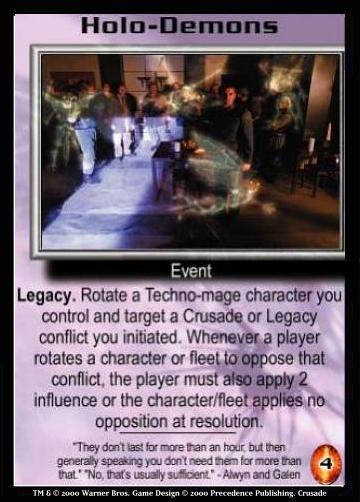 Holo-Demons
Event
Legacy. Rotate a Techno-mage character you
control and target a Crusade or Legacy
conflict you initiated. Whenever a player
rotates a character or fleet to oppose that
conflict, the player must also apply 2
influence or the character/fleet applies no
opposition at resolution.
"They don't last for more than an hour, but then
generally speaking you don't need them for more than
that." "No, that's usually sufficient." - Alwyn and Galen
4
TM & © 2000 Warner Bros. Game Design © 2000 Precedence Publishing. Crusade